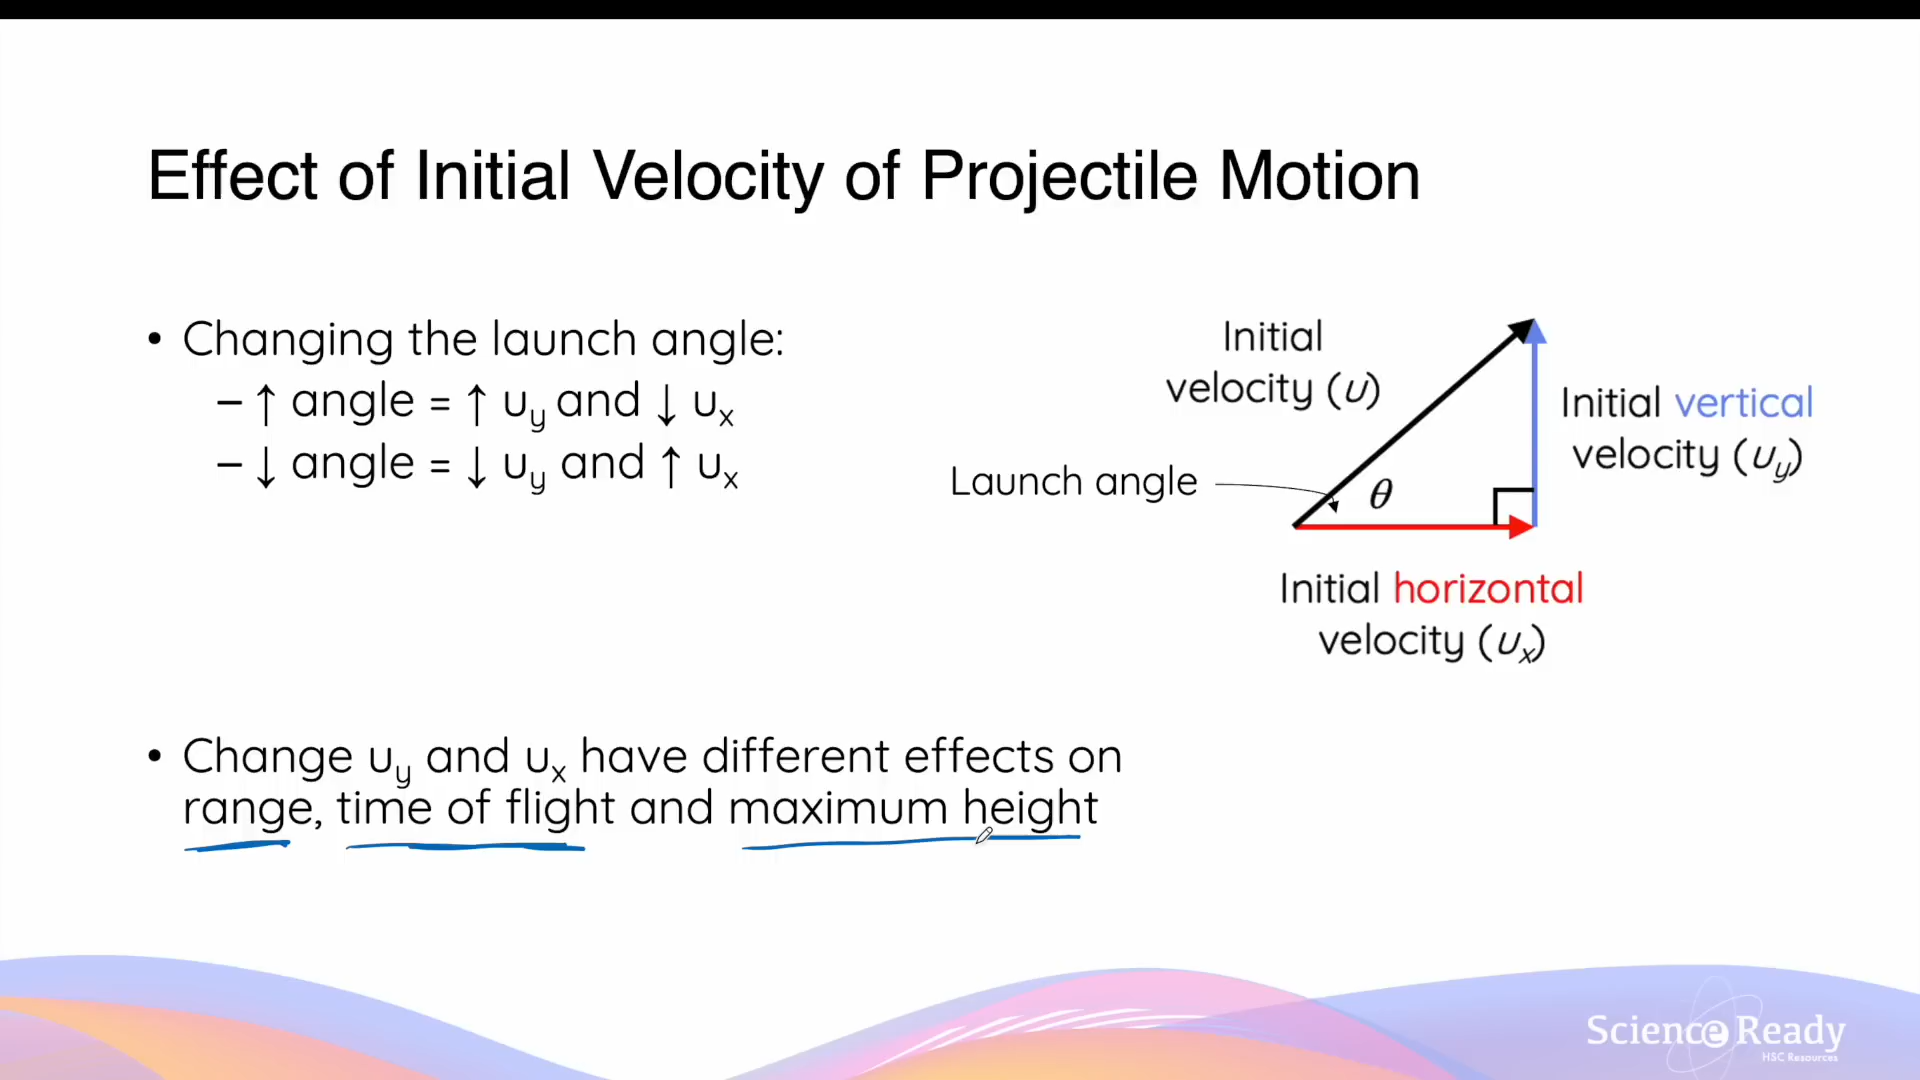 Effect of Initial Velocity of Projectile Motion
• Changing the launch angle:
– ↑ angle = ↑ uy and ↓ ux
– ↓ angle = ↓ uy and ↑ ux
Initial
velocity (u)
Initial vertical
velocity (uy)
Launch angle
θ
Initial horizontal
velocity (ux)
• Change uy and ux have different effects on
range, time of flight and maximum height
Science Ready
HSC Resources